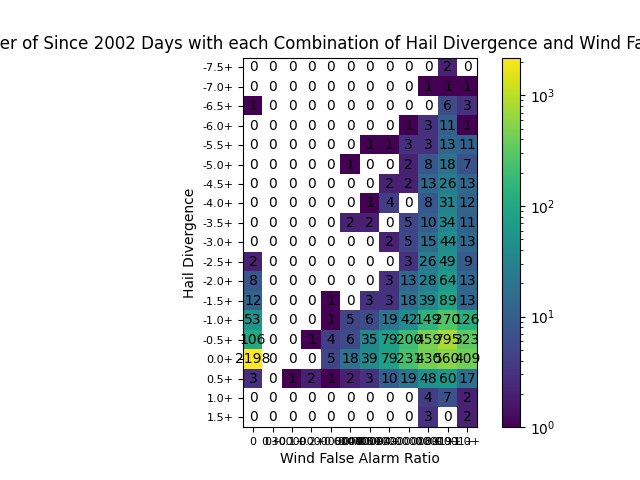 er of Since 2002 Days with each Combination of Hail Divergence and Wind Fa
-7.5+ 0 0 0 0 0 0 0 0 0 0 2 0
-7.0+ 0 0 0 0 0 0 0 0 0 1 1 1
-6.5+ 1 0 0 0 0 0 0 0 0 0 6 3
-6.0+ 0 0 0 0 0 0 0 0 1 3 11 1
-5.5+ 0 0 0 0 0 0 1 1 3 3 13 11
-5.0+ 0 0 0 0 0 1 0 0 2 8 18 7
-4.5+ 0 0 0 0 0 0 0 2 2 13 26 13
-4.0+ 0 0 0 0 0 0 1 4 0 8 31 12
-3.5+ 0 0 0 0 0 2 2 0 5 10 34 11
-3.0+ 0 0 0 0 0 0 0 2 5 15 44 13
-2.5+ 2 0 0 0 0 0 0 0 3 26 49 9
-2.0+ 8 0 0 0 0 0 0 3 13 28 64 13
-1.5+ 12 0 0 0 1 0 3 3 18 39 89 13
-1.0+ 53 0 0 0 1 5 6 19 42 149 270 126
-0.5+ 106 0 0 1 4 6 35 79 200 459 795 323
0.0+ 2198 0 0 0 5 18 39 79 231 430 560 409
0.5+ 3 0 1 2 1 2 3 10 19 48 60 17
1.0+ 0 0 0 0 0 0 0 0 0 4 7 2
1.5+ 0 0 0 0 0 0 0 0 0 3 0 2
Hail Divergence
0
Wind False Alarm Ratio
10³
10²
10¹
10⁰